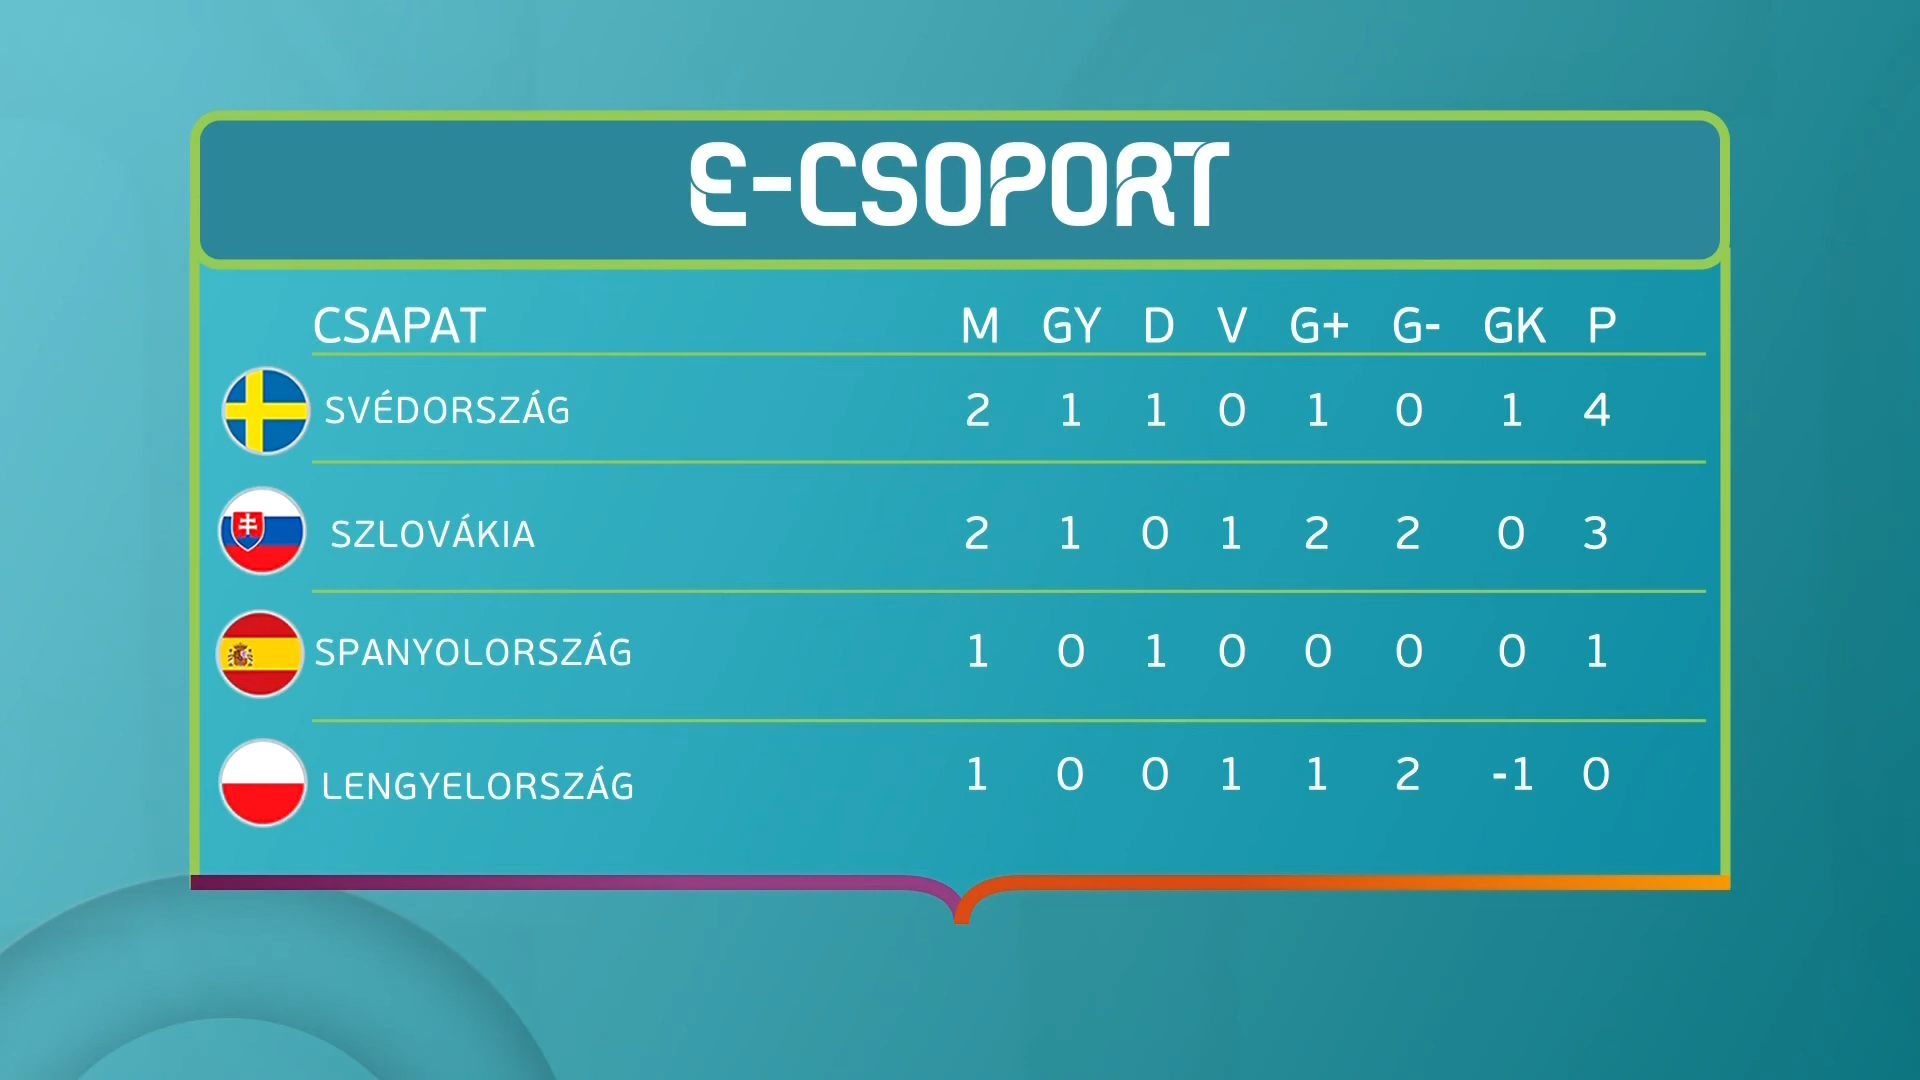 E-CSOPORT
CSAPAT M GY D V G+ G- GK P
SVÉDORSZÁG 2 1 1 0 1 0 1 4
SZLOVÁKIA 2 1 0 1 2 2 0 3
SPANYOLORSZÁG 1 0 1 0 0 0 0 1
LENGYELORSZÁG 1 0 0 1 1 2 -1 0